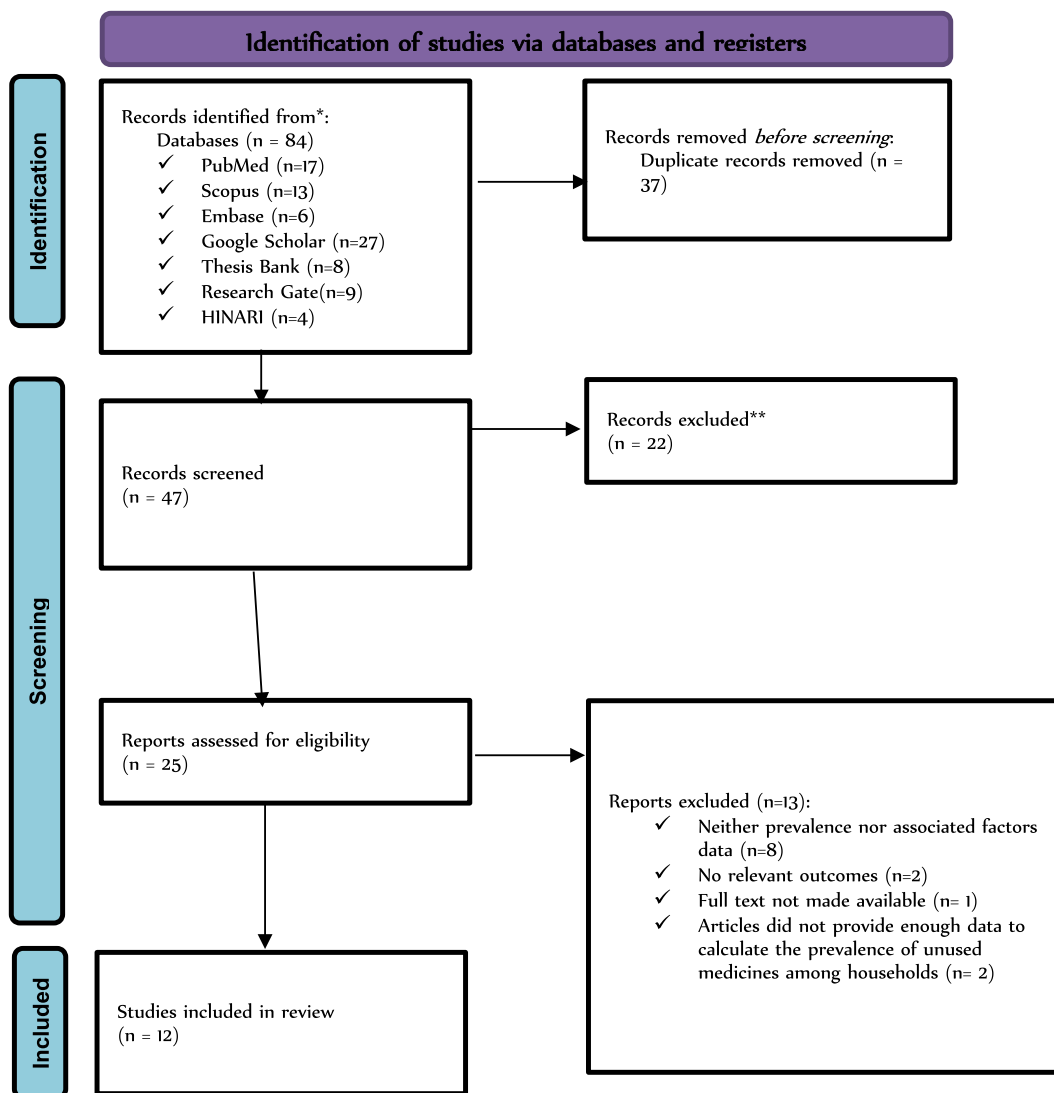 Identification of studies via databases and registers
Identification
Records identified from*:
Databases (n = 84)
✓ PubMed (n=17)
✓ Scopus (n=13)
✓ Embase (n=6)
✓ Google Scholar (n=27)
✓ Thesis Bank (n=8)
✓ Research Gate(n=9)
✓ HINARI (n=4)
Records removed before screening:
Duplicate records removed (n =
37)
Screening
Records screened
(n = 47)
Records excluded**
(n = 22)
Reports assessed for eligibility
(n = 25)
Reports excluded (n=13):
✓ Neither prevalence nor associated factors
data (n=8)
✓ No relevant outcomes (n=2)
✓ Full text not made available (n= 1)
✓ Articles did not provide enough data to
calculate the prevalence of unused
medicines among households (n= 2)
Included
Studies included in review
(n = 12)